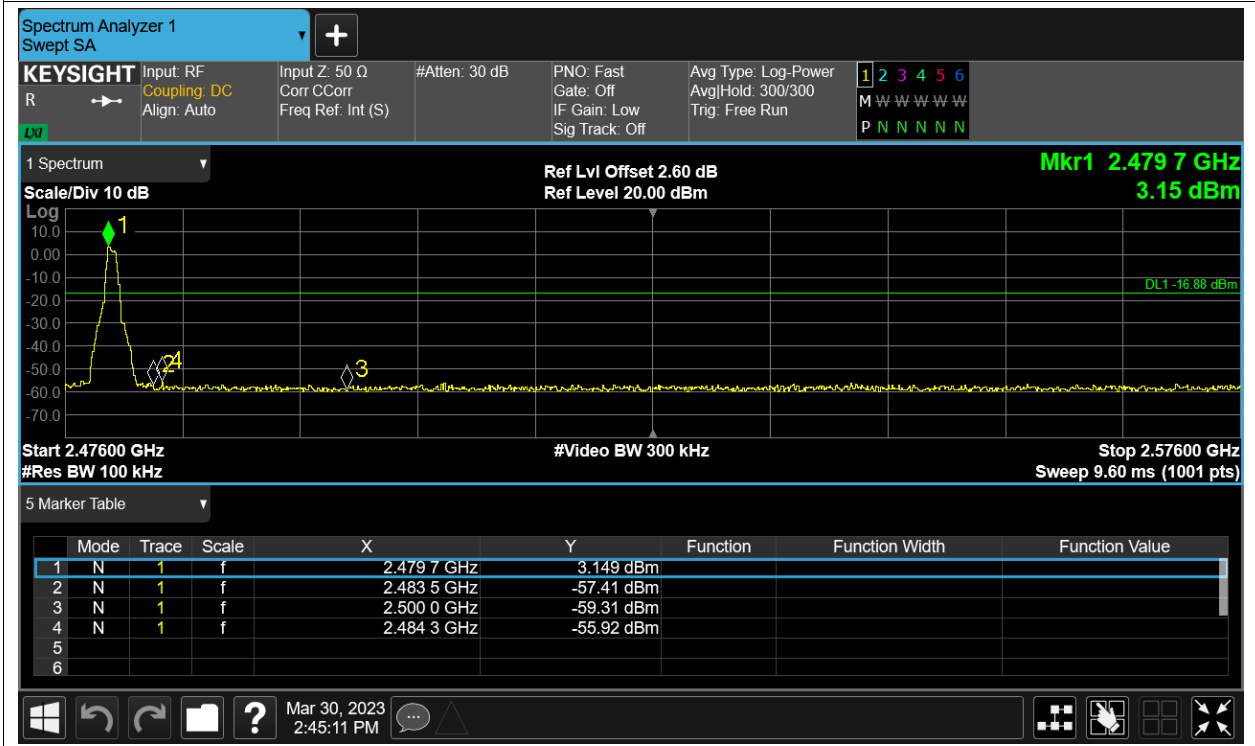 Spectrum Analyzer 1
Swept SA
+
KEYSIGHT
R
LXI
Input: RF
Coupling: DC
Align: Auto
Input Z: 50 Ω
Corr CCorr
Freq Ref: Int (S)
#Atten: 30 dB
PNO: Fast
Gate: Off
IF Gain: Low
Sig Track: Off
Avg Type: Log-Power
Avg|Hold: 300/300
Trig: Free Run
1 2 3 4 5 6
M W W W W W
P N N N N N
1 Spectrum
Scale/Div 10 dB
Ref Lvl Offset 2.60 dB
Ref Level 20.00 dBm
Mkr1 2.479 7 GHz
3.15 dBm
Log
10.0
0.00
-10.0
-20.0
-30.0
-40.0
-50.0
-60.0
-70.0
1
2 4
3
DL1 -16.88 dBm
Start 2.47600 GHz
#Res BW 100 kHz
#Video BW 300 kHz
Stop 2.57600 GHz
Sweep 9.60 ms (1001 pts)
5 Marker Table
Mode Trace Scale X Y Function Function Width Function Value
1 N 1 f 2.479 7 GHz 3.149 dBm
2 N 1 f 2.483 5 GHz -57.41 dBm
3 N 1 f 2.500 0 GHz -59.31 dBm
4 N 1 f 2.484 3 GHz -55.92 dBm
5
6
?
Mar 30, 2023
2:45:11 PM